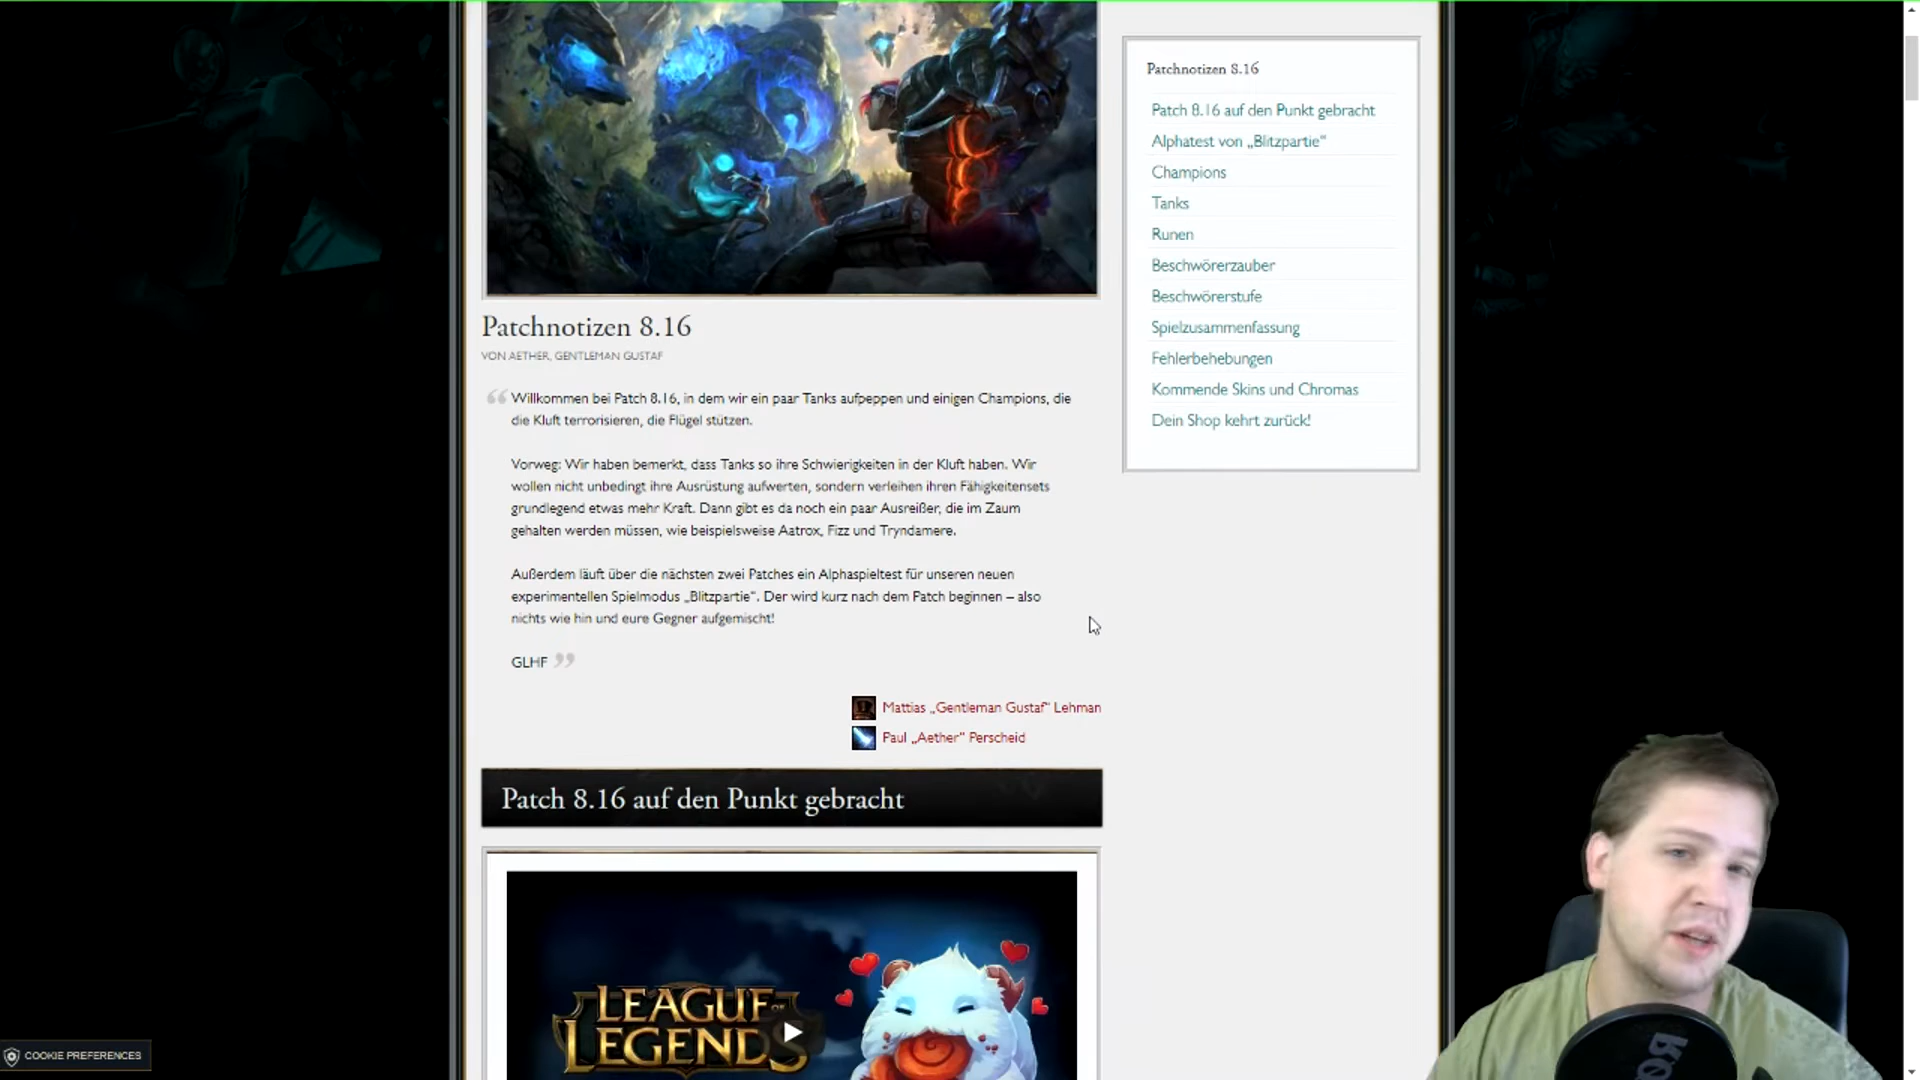 Patchnotizen 8.16
Patch 8.16 auf den Punkt gebracht
Alphatest von „Blitzpartie“
Champions
Tanks
Runen
Beschwörerzauber
Beschwörerstufe
Spielzusammenfassung
Fehlerbehebungen
Kommende Skins und Chromas
Dein Shop kehrt zurück!
Patchnotizen 8.16
VON AETHER, GENTLEMAN GUSTAF
“ Willkommen bei Patch 8.16, in dem wir ein paar Tanks aufpeppen und einigen Champions, die
die Kluft terrorisieren, die Flügel stützen.
Vorweg: Wir haben bemerkt, dass Tanks so ihre Schwierigkeiten in der Kluft haben. Wir
wollen nicht unbedingt ihre Ausrüstung aufwerten, sondern verleihen ihren Fähigkeitensets
grundlegend etwas mehr Kraft. Dann gibt es da noch ein paar Ausreißer, die im Zaum
gehalten werden müssen, wie beispielsweise Aatrox, Fizz und Tryndamere.
Außerdem läuft über die nächsten zwei Patches ein Alphaspieltest für unseren neuen
experimentellen Spielmodus „Blitzpartie“. Der wird kurz nach dem Patch beginnen – also
nichts wie hin und eure Gegner aufgemischt!
GLHF ”
Mattias „Gentleman Gustaf“ Lehman
Paul „Aether“ Perscheid
Patch 8.16 auf den Punkt gebracht
LEAGUE OF
LEGENDS
COOKIE PREFERENCES